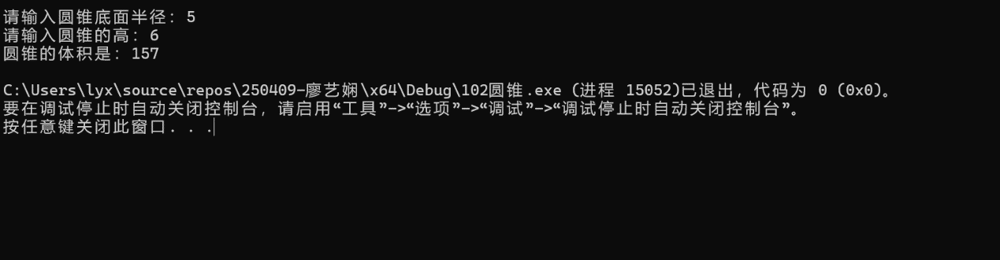 请输入圆锥底面半径：5
请输入圆锥的高：6
圆锥的体积是：157
C:\Users\lyx\source\repos\250409-廖艺娴\x64\Debug\102圆锥.exe (进程 15052)已退出，代码为 0 (0x0)。
要在调试停止时自动关闭控制台，请启用“工具”->“选项”->“调试”->“调试停止时自动关闭控制台”。
按任意键关闭此窗口. . .